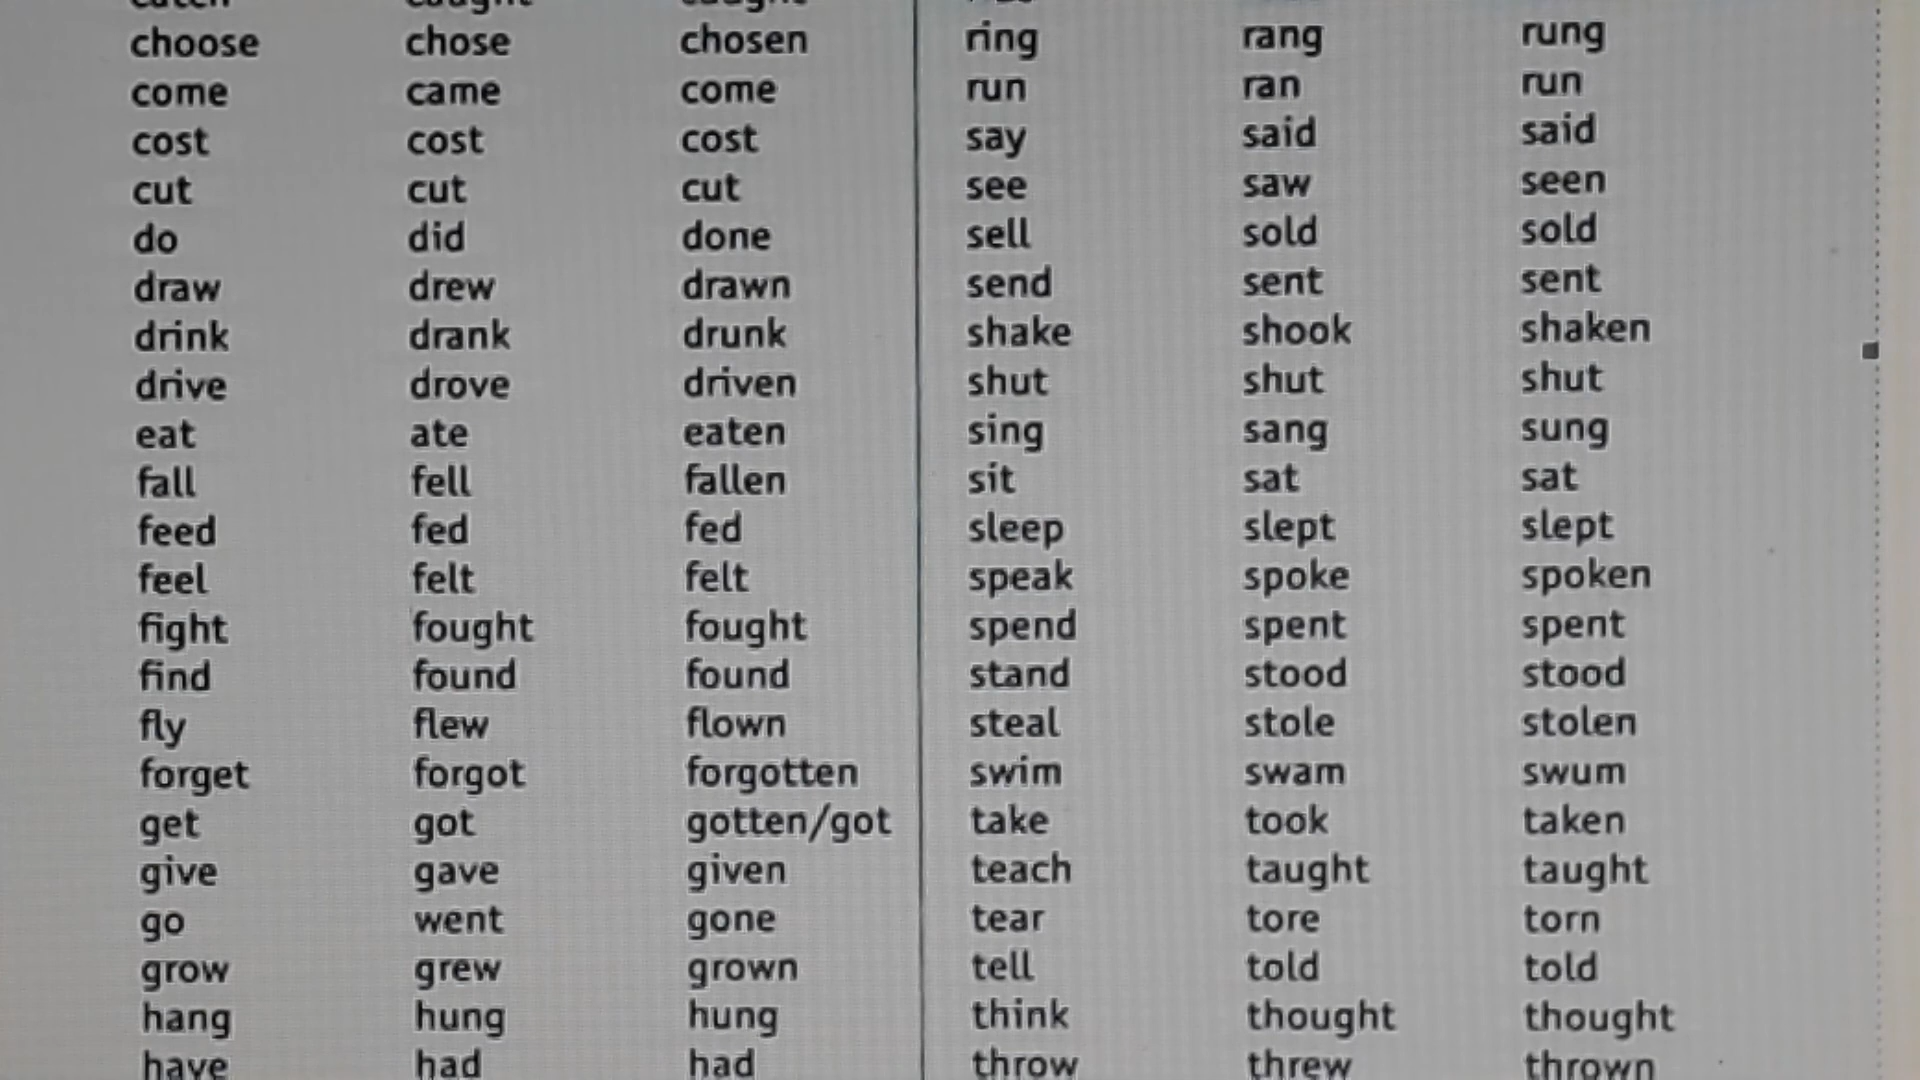 choose chose chosen
come came come
cost cost cost
cut cut cut
do did done
draw drew drawn
drink drank drunk
drive drove driven
eat ate eaten
fall fell fallen
feed fed fed
feel felt felt
fight fought fought
find found found
fly flew flown
forget forgot forgotten
get got gotten/got
give gave given
go went gone
grow grew grown
hang hung hung
have had had
ring rang rung
run ran run
say said said
see saw seen
sell sold sold
send sent sent
shake shook shaken
shut shut shut
sing sang sung
sit sat sat
sleep slept slept
speak spoke spoken
spend spent spent
stand stood stood
steal stole stolen
swim swam swum
take took taken
teach taught taught
tear tore torn
tell told told
think thought thought
throw threw thrown